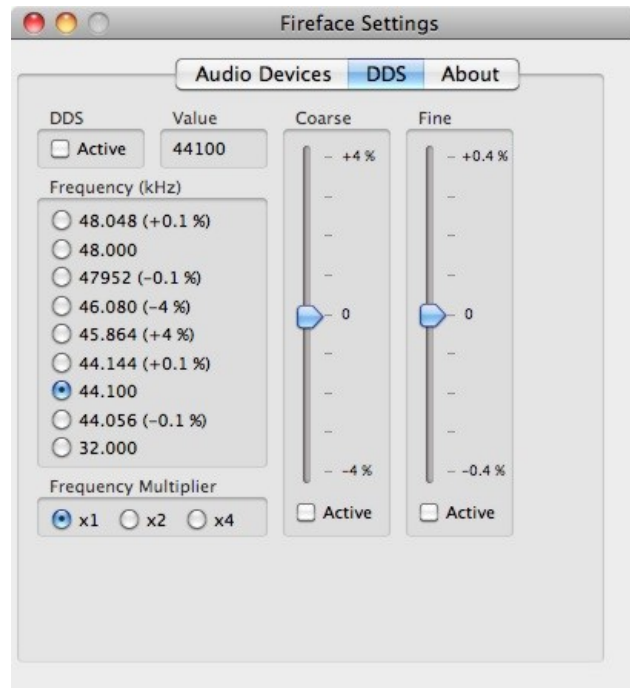 Fireface Settings
Audio Devices DDS About
DDS Value Coarse Fine
Active 44100
+4 % +0.4 %
Frequency (kHz)
48.048 (+0.1 %)
48.000
47952 (−0.1 %)
46.080 (−4 %)
0 0
45.864 (+4 %)
44.144 (+0.1 %)
44.100
44.056 (−0.1 %)
32.000
-4 % -0.4 %
Frequency Multiplier
x1 x2 x4
Active Active